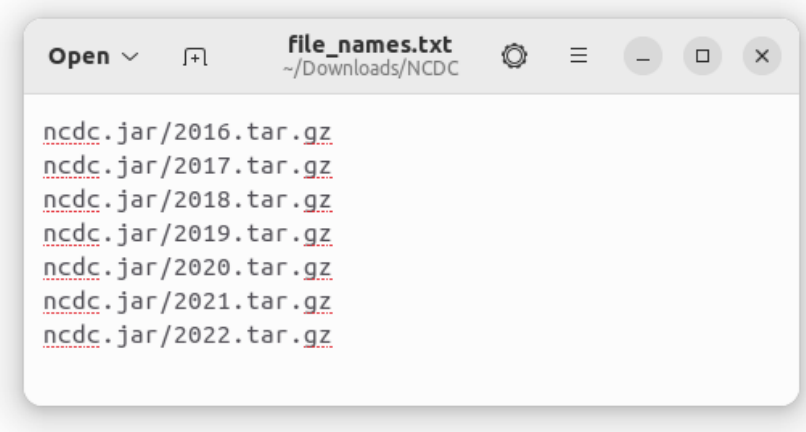 Open file_names.txt
~/Downloads/NCDC
ncdc.jar/2016.tar.gz
ncdc.jar/2017.tar.gz
ncdc.jar/2018.tar.gz
ncdc.jar/2019.tar.gz
ncdc.jar/2020.tar.gz
ncdc.jar/2021.tar.gz
ncdc.jar/2022.tar.gz